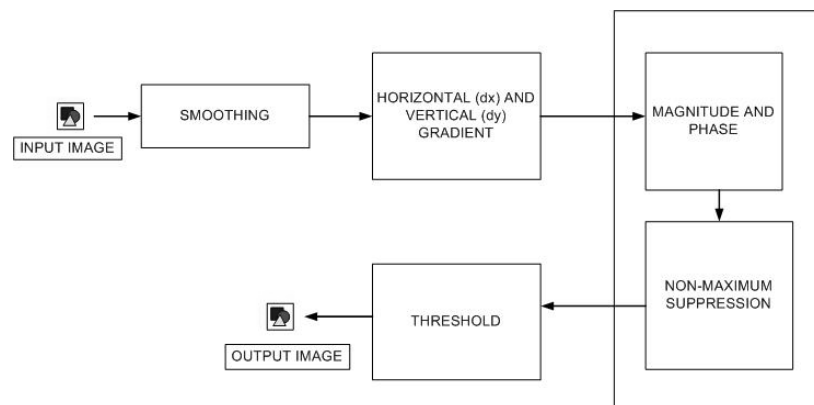 INPUT IMAGE
SMOOTHING
HORIZONTAL (dx) AND
VERTICAL (dy)
GRADIENT
MAGNITUDE AND
PHASE
NON-MAXIMUM
SUPPRESSION
THRESHOLD
OUTPUT IMAGE